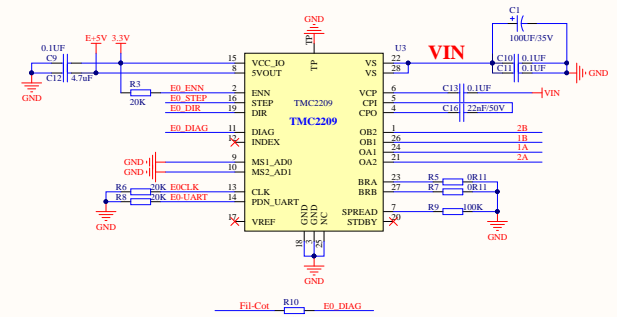 GND
C1
100UF/35V
E+5V 3.3V
TP
TP
U3
VIN
0.1UF
C9
C12 4.7uF
GND
15 VCC_IO
8 5VOUT
VS 22
VS 28
C10 0.1UF
C11 0.1UF
GND
R3
20K
E0_ENN 2 ENN
E0_STEP 16 STEP
E0_DIR 19 DIR
TMC2209
TMC2209
VCP 6 C13 0.1UF VIN
CPI 5
CPO 4 C16 22nF/50V
E0_DIAG 11 DIAG
12 INDEX
OB2 1 2B
OB1 26 1B
OA1 24 1A
OA2 21 2A
GND 9 MS1_AD0
GND 10 MS2_AD1
R6 20K E0CLK 13 CLK
R8 20K E0-UART 14 PDN_UART
GND
BRA 23 R5 0R11
BRB 27 R7 0R11
17 VREF
SPREAD 7 R9 100K
STDBY 20
GND
GND GND NC
18 3 25
GND
Fil-Cot R10 E0_DIAG